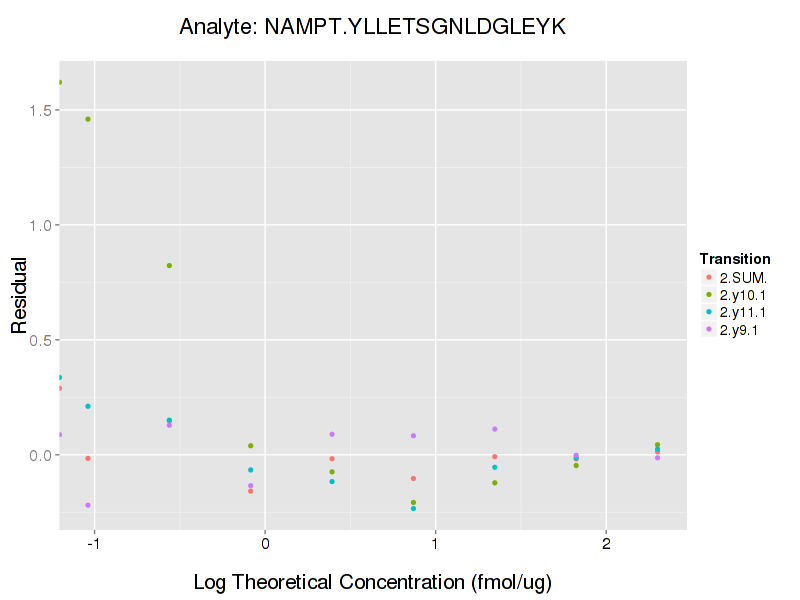 Analyte: NAMPT.YLLETSGNLDGLEYK
1.5
1.0
0.5
0.0
Residual
-1
0
1
2
Log Theoretical Concentration (fmol/ug)
Transition
2.SUM.
2.y10.1
2.y11.1
2.y9.1